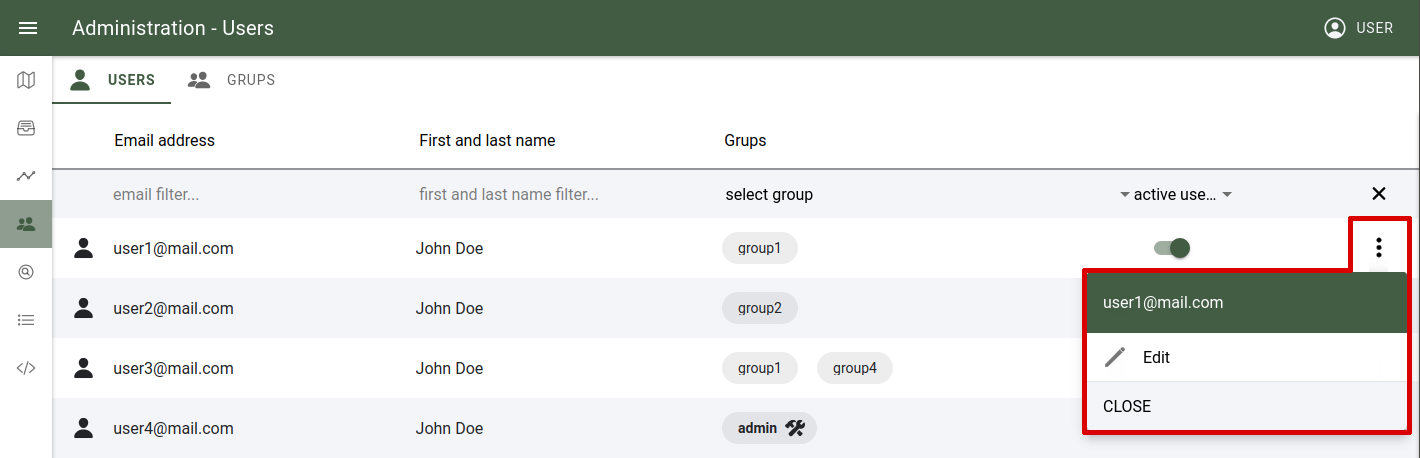 Administration - Users
USER
USERS
GRUPS
Email address First and last name Grups
email filter... first and last name filter... select group active use...
user1@mail.com John Doe group1
user1@mail.com
user2@mail.com John Doe group2
Edit
user3@mail.com John Doe group1 group4
CLOSE
user4@mail.com John Doe admin